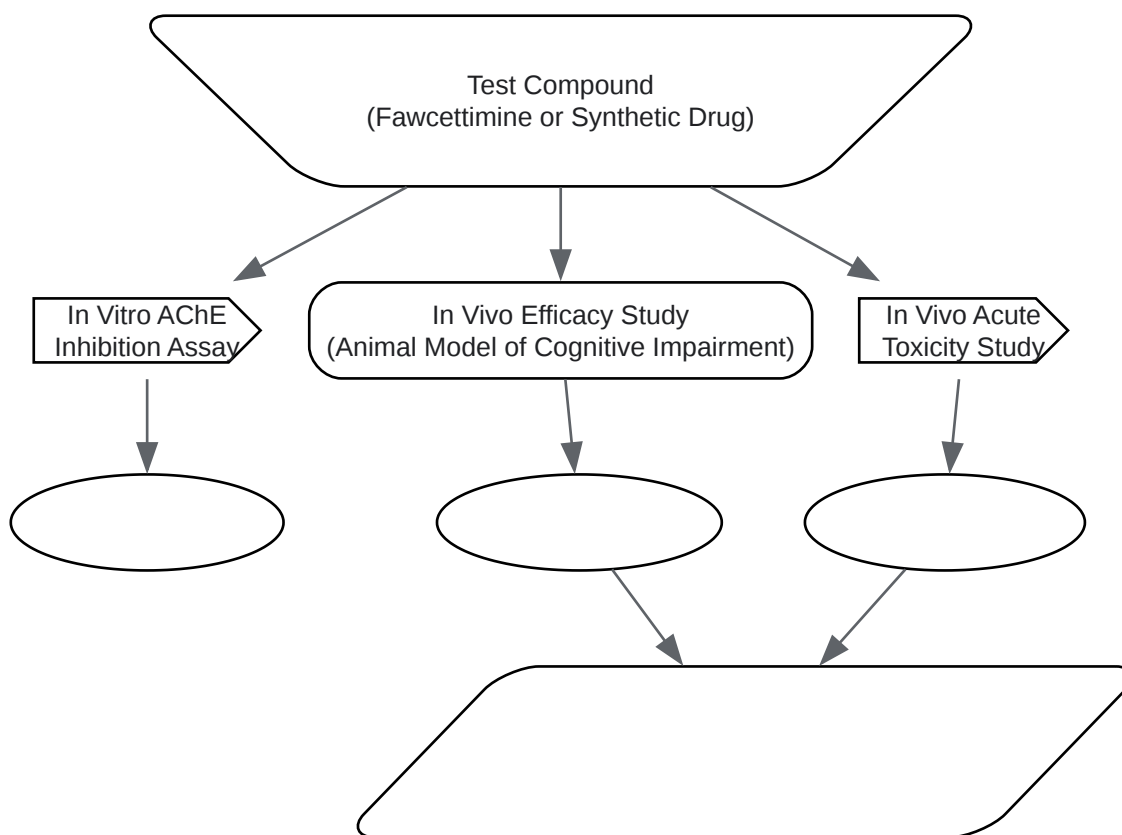 Test Compound
(Fawcettimine or Synthetic Drug)
In Vitro AChE
Inhibition Assay
In Vivo Efficacy Study
(Animal Model of Cognitive Impairment)
In Vivo Acute
Toxicity Study